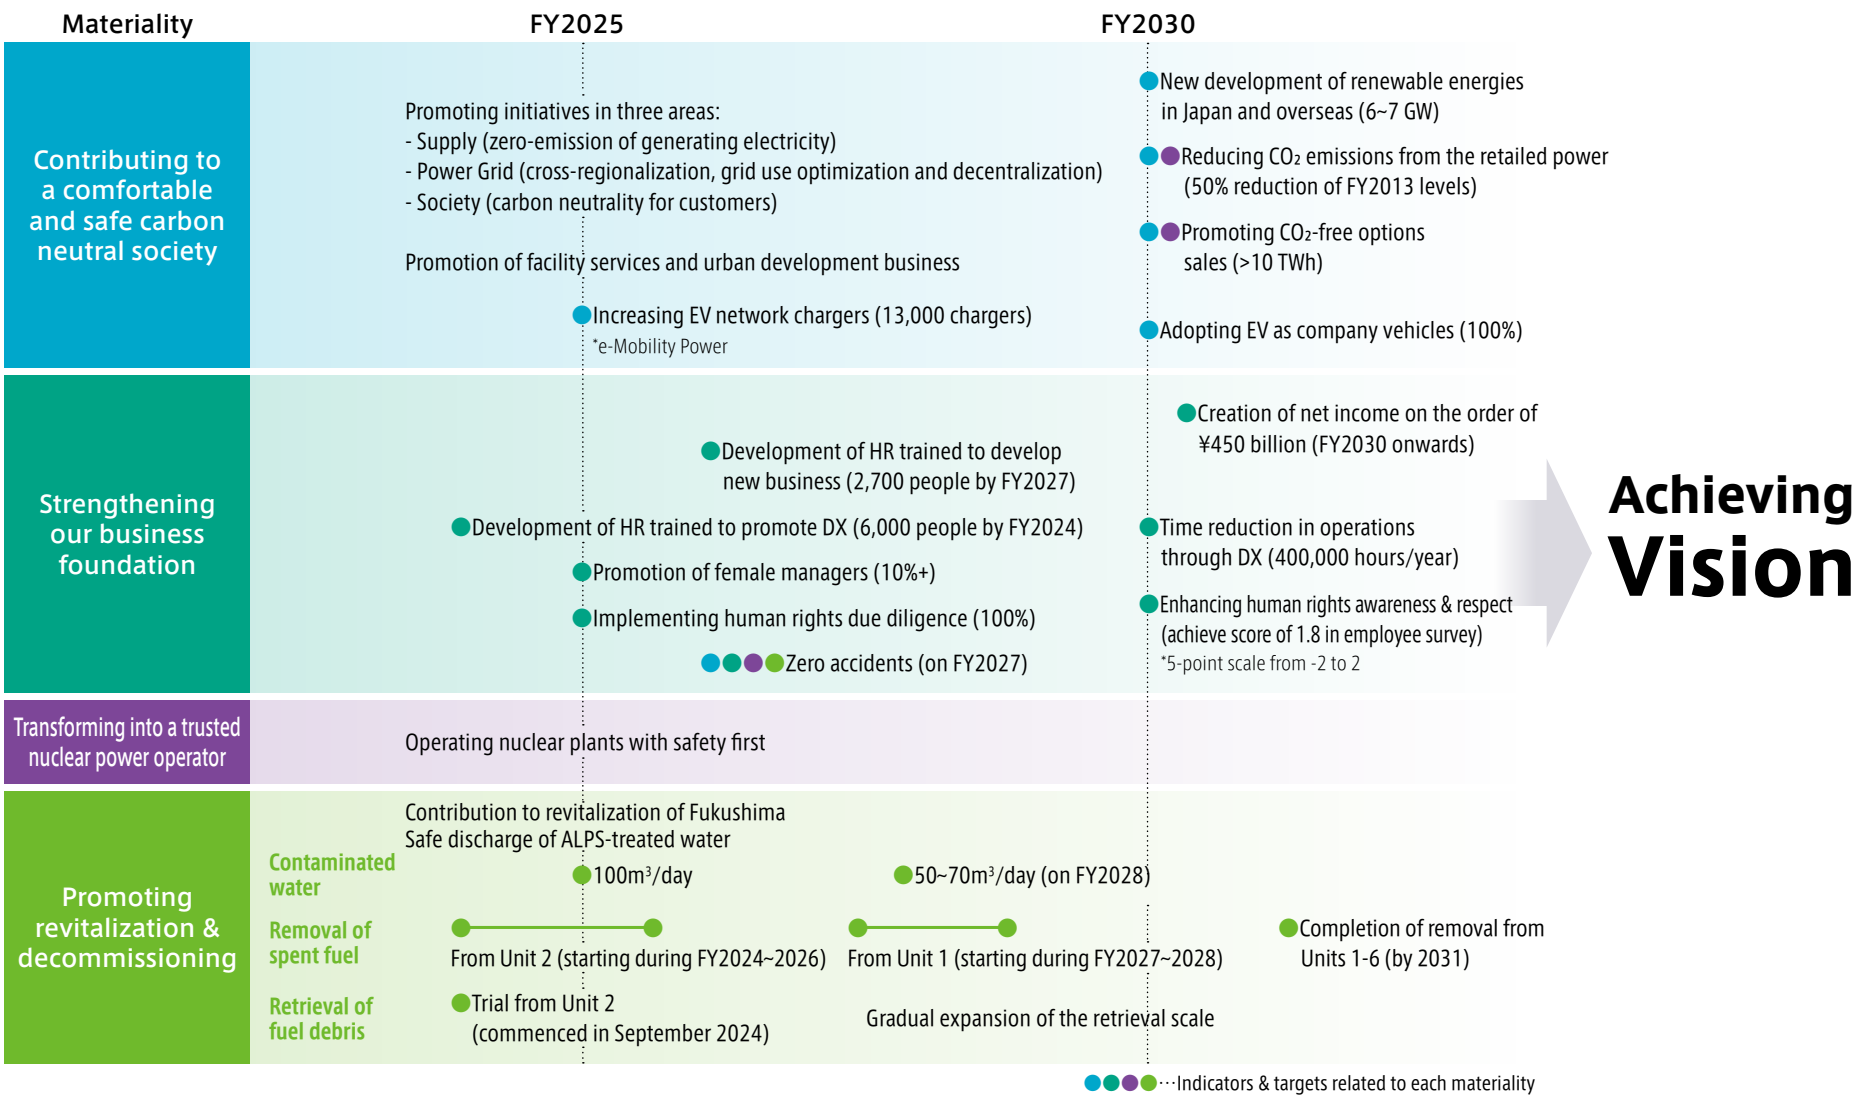 Materiality
FY2025
FY2030
Contributing to
a comfortable
and safe carbon
neutral society
Promoting initiatives in three areas:
- Supply (zero-emission of generating electricity)
- Power Grid (cross-regionalization, grid use optimization and decentralization)
- Society (carbon neutrality for customers)
Promotion of facility services and urban development business
Increasing EV network chargers (13,000 chargers)
*e-Mobility Power
New development of renewable energies
in Japan and overseas (6~7 GW)
Reducing CO₂ emissions from the retailed power
(50% reduction of FY2013 levels)
Promoting CO₂-free options
sales (>10 TWh)
Adopting EV as company vehicles (100%)
Strengthening
our business
foundation
Development of HR trained to develop
new business (2,700 people by FY2027)
Development of HR trained to promote DX (6,000 people by FY2024)
Promotion of female managers (10%+)
Implementing human rights due diligence (100%)
Zero accidents (on FY2027)
Creation of net income on the order of
¥450 billion (FY2030 onwards)
Time reduction in operations
through DX (400,000 hours/year)
Enhancing human rights awareness & respect
(achieve score of 1.8 in employee survey)
*5-point scale from -2 to 2
Achieving
Vision
Transforming into a trusted
nuclear power operator
Operating nuclear plants with safety first
Promoting
revitalization &
decommissioning
Contribution to revitalization of Fukushima
Safe discharge of ALPS-treated water
Contaminated
water
100m³/day
50~70m³/day (on FY2028)
Removal of
spent fuel
From Unit 2 (starting during FY2024~2026)
From Unit 1 (starting during FY2027~2028)
Completion of removal from
Units 1-6 (by 2031)
Retrieval of
fuel debris
Trial from Unit 2
(commenced in September 2024)
Gradual expansion of the retrieval scale
…Indicators & targets related to each materiality